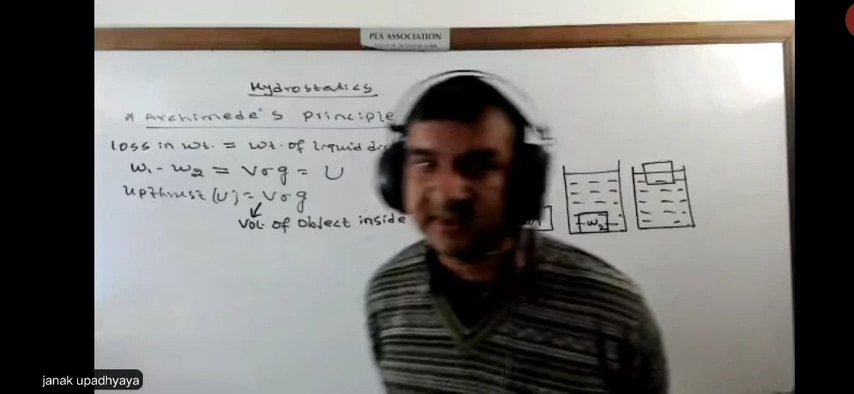 PEA ASSOCIATION
Hydrostatics
* Archimede's principle
Loss in wt. = wt. of liquid
W₁ - W₂ = Vσg = U
Upthrust (U) = Vσg
Vol. of object inside
W₂
janak upadhyaya